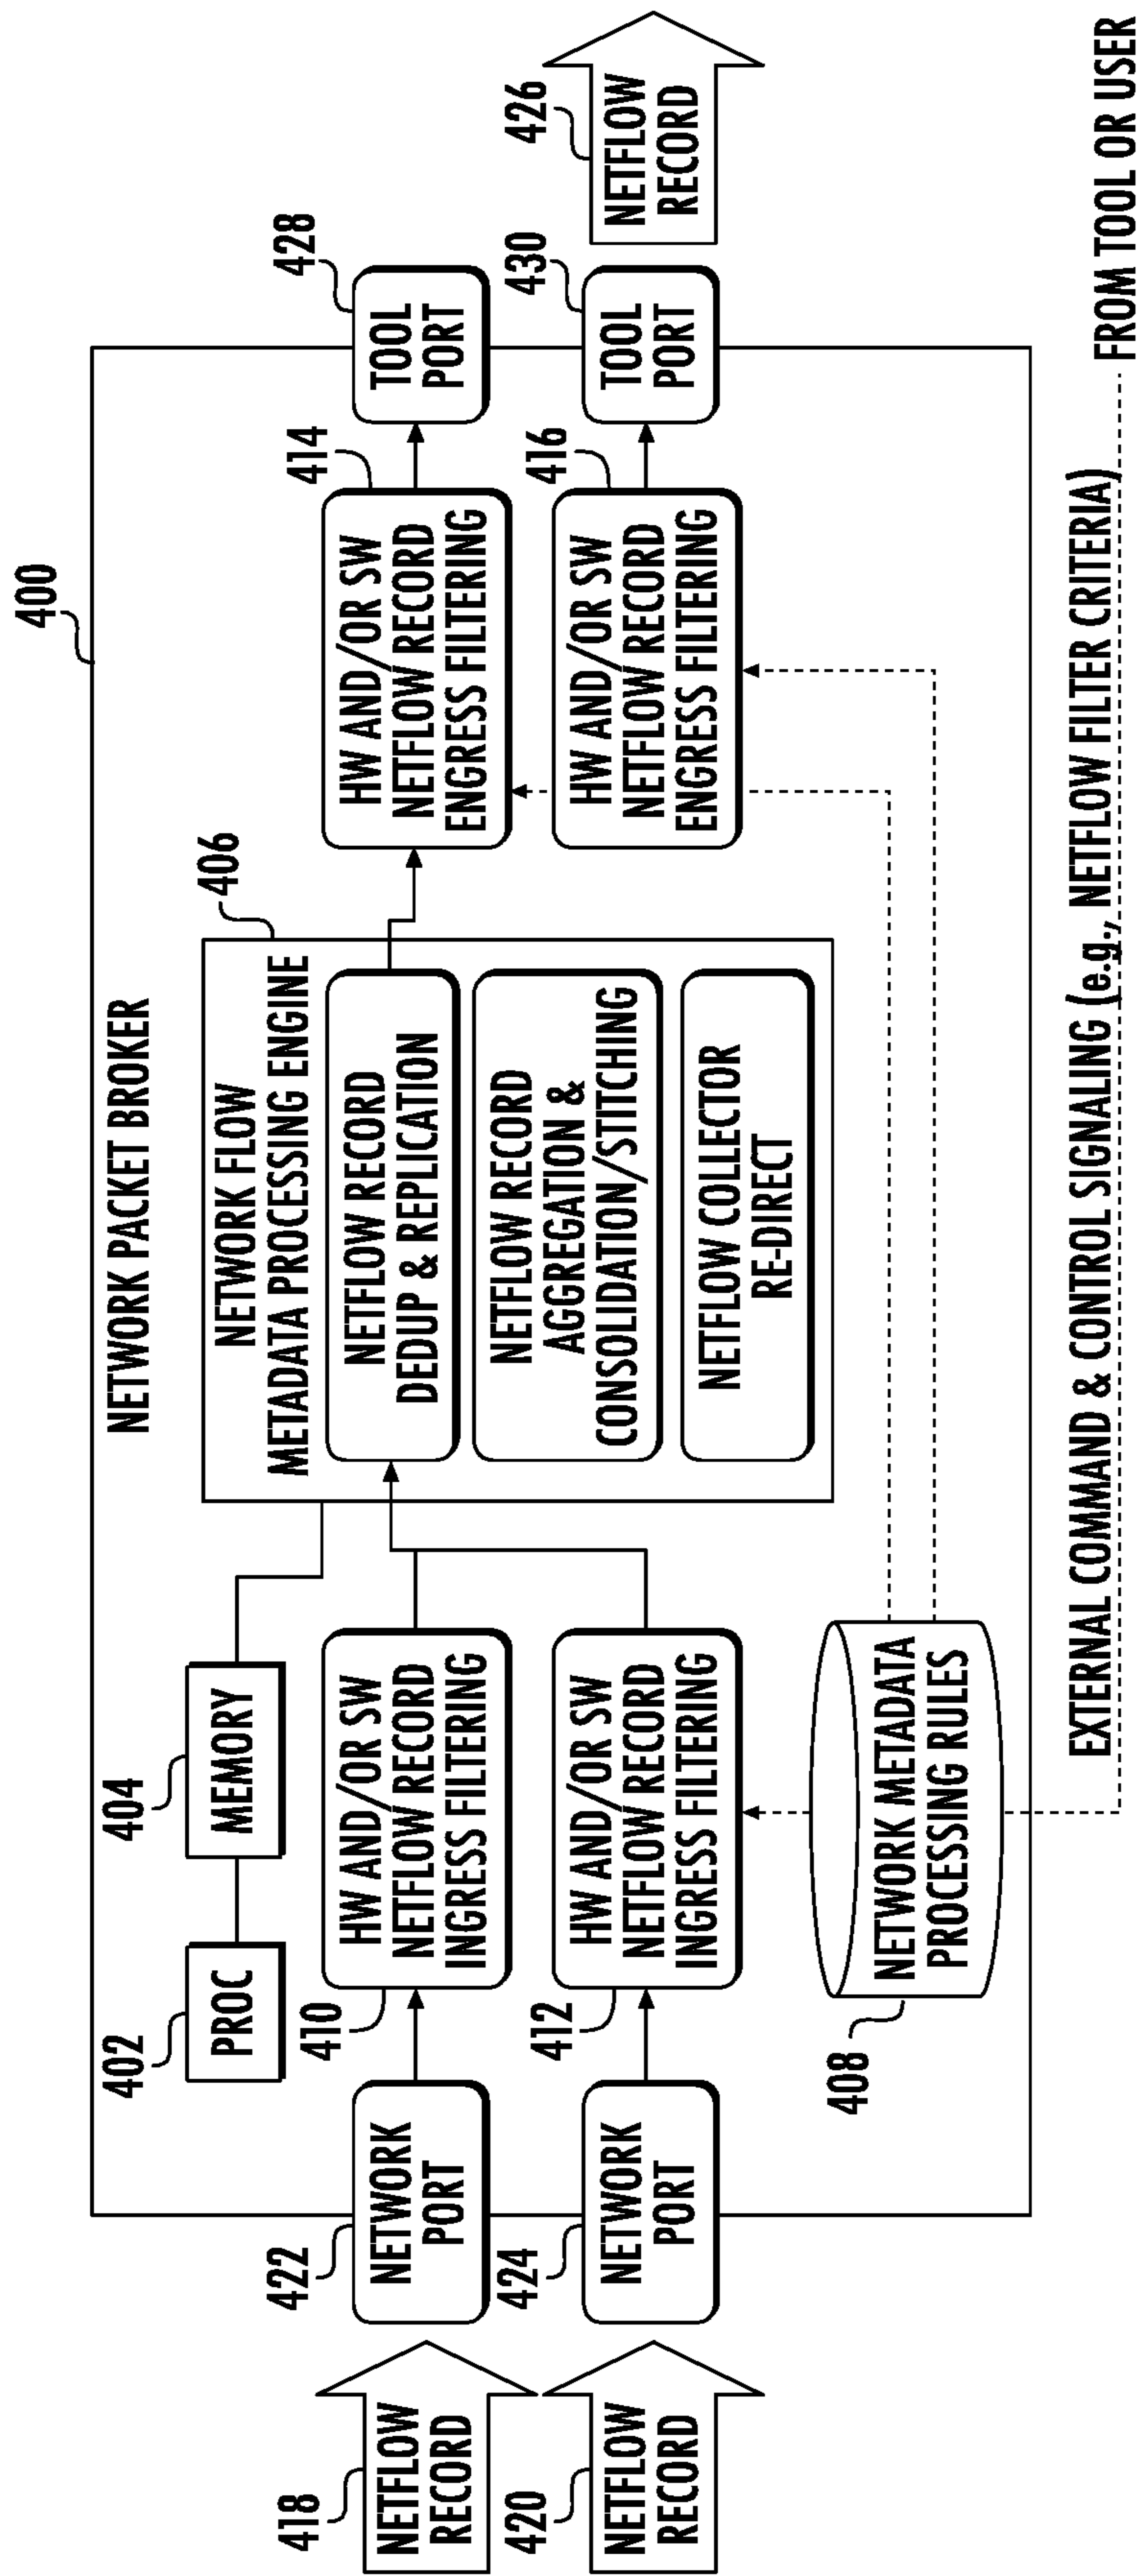 400
NETWORK PACKET BROKER
402
PROC
404
MEMORY
406
NETWORK FLOW
METADATA PROCESSING ENGINE
NETFLOW RECORD
DEDUP & REPLICATION
NETFLOW RECORD
AGGREGATION &
CONSOLIDATION/STITCHING
NETFLOW COLLECTOR
RE-DIRECT
418
NETFLOW
RECORD
422
NETWORK
PORT
410
HW AND/OR SW
NETFLOW RECORD
INGRESS FILTERING
414
HW AND/OR SW
NETFLOW RECORD
ENGRESS FILTERING
428
TOOL
PORT
420
NETFLOW
RECORD
424
NETWORK
PORT
412
HW AND/OR SW
NETFLOW RECORD
INGRESS FILTERING
416
HW AND/OR SW
NETFLOW RECORD
ENGRESS FILTERING
430
TOOL
PORT
426
NETFLOW
RECORD
408
NETWORK METADATA
PROCESSING RULES
EXTERNAL COMMAND & CONTROL SIGNALING (e.g., NETFLOW FILTER CRITERIA)
FROM TOOL OR USER